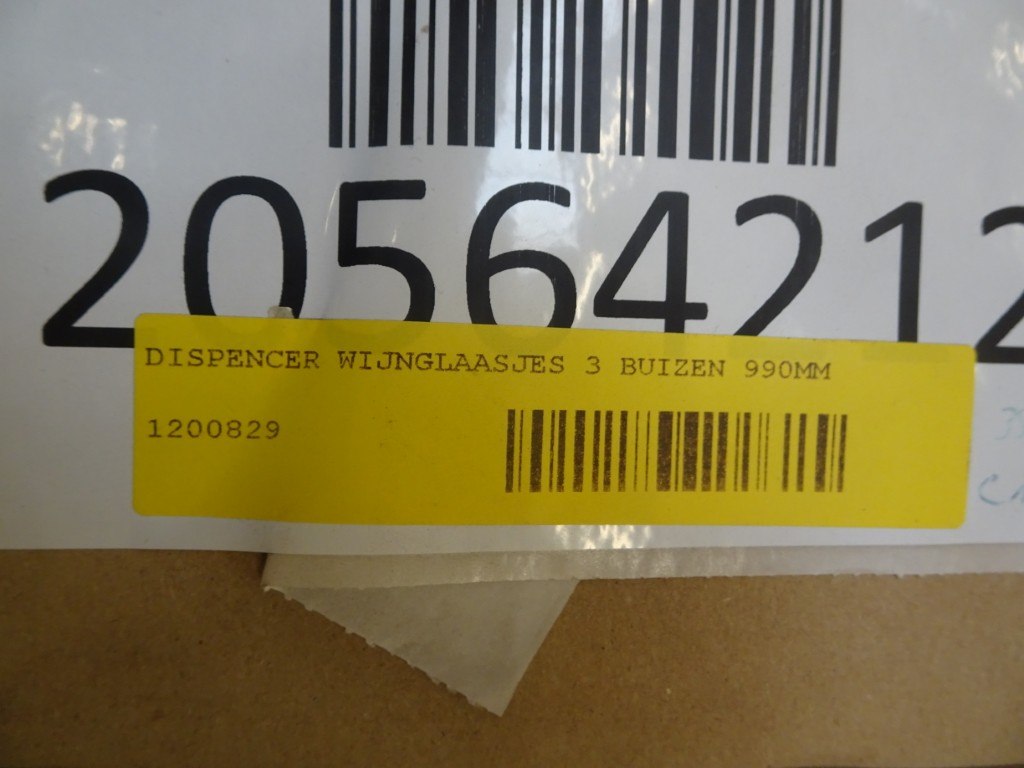 20564212
DISPENCER WIJNGLAASJES 3 BUIZEN 990MM
1200829